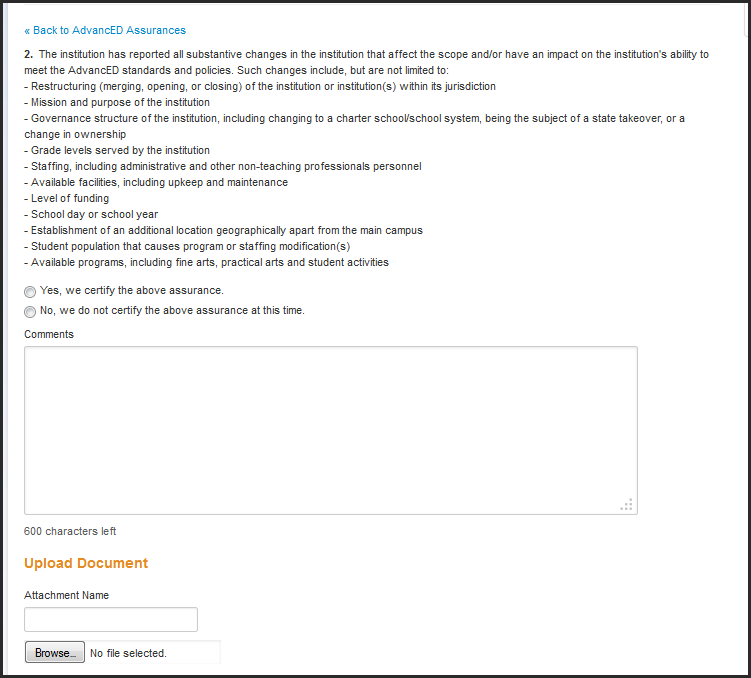 « Back to AdvancED Assurances
2. The institution has reported all substantive changes in the institution that affect the scope and/or have an impact on the institution's ability to
meet the AdvancED standards and policies. Such changes include, but are not limited to:
- Restructuring (merging, opening, or closing) of the institution or institution(s) within its jurisdiction
- Mission and purpose of the institution
- Governance structure of the institution, including changing to a charter school/school system, being the subject of a state takeover, or a
change in ownership
- Grade levels served by the institution
- Staffing, including administrative and other non-teaching professionals personnel
- Available facilities, including upkeep and maintenance
- Level of funding
- School day or school year
- Establishment of an additional location geographically apart from the main campus
- Student population that causes program or staffing modification(s)
- Available programs, including fine arts, practical arts and student activities
Yes, we certify the above assurance.
No, we do not certify the above assurance at this time.
Comments
600 characters left
Upload Document
Attachment Name
Browse... No file selected.